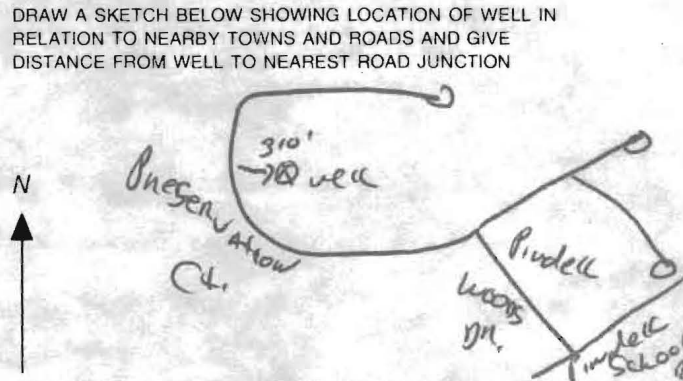 DRAW A SKETCH BELOW SHOWING LOCATION OF WELL IN
RELATION TO NEARBY TOWNS AND ROADS AND GIVE
DISTANCE FROM WELL TO NEAREST ROAD JUNCTION
310'
well
N
Preservation
Ct.
Pindell
Woods
Dr.
Pindell
School